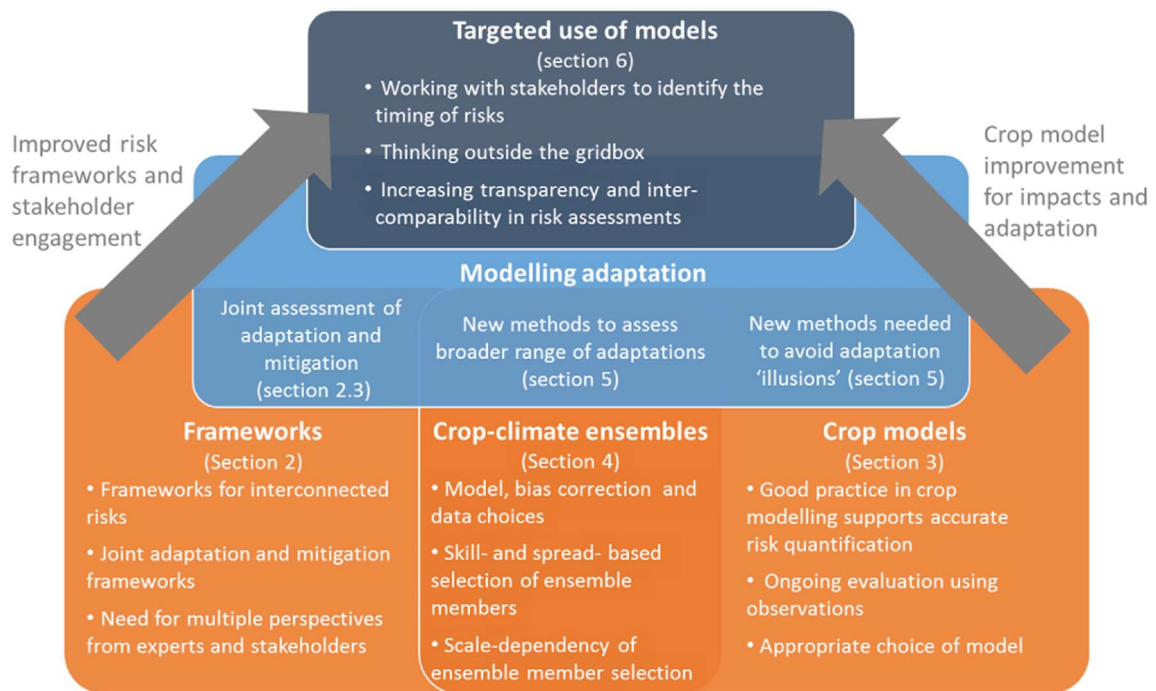 Targeted use of models
(section 6)
• Working with stakeholders to identify the
timing of risks
• Thinking outside the gridbox
• Increasing transparency and inter-
comparability in risk assessments
Improved risk
frameworks and
stakeholder
engagement
Crop model
improvement
for impacts and
adaptation
Modelling adaptation
Joint assessment of
adaptation and
mitigation
(section 2.3)
New methods to assess
broader range of adaptations
(section 5)
New methods needed
to avoid adaptation
‘illusions’ (section 5)
Frameworks
(Section 2)
• Frameworks for interconnected
risks
• Joint adaptation and mitigation
frameworks
• Need for multiple perspectives
from experts and stakeholders
Crop-climate ensembles
(Section 4)
• Model, bias correction and
data choices
• Skill- and spread- based
selection of ensemble
members
• Scale-dependency of
ensemble member selection
Crop models
(Section 3)
• Good practice in crop
modelling supports accurate
risk quantification
• Ongoing evaluation using
observations
• Appropriate choice of model